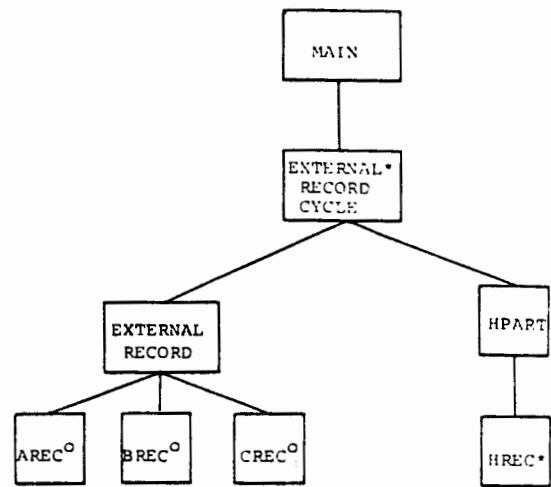 MAIN
EXTERNAL*
RECORD
CYCLE
EXTERNAL
RECORD
HPART
AREC°
BREC°
CREC°
HREC*